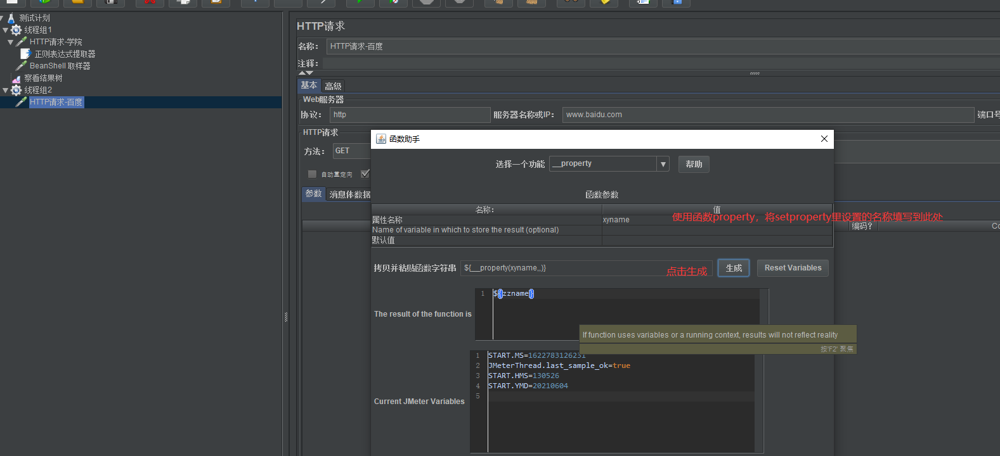 测试计划
线程组1
HTTP请求-学院
正则表达式提取器
BeanShell 取样器
察看结果树
线程组2
HTTP请求-百度
HTTP请求
名称： HTTP请求-百度
注释：
基本 高级
Web服务器
协议： http 服务器名称或IP： www.baidu.com 端口号
HTTP请求
方法： GET
自动重定向
参数 消息体数据
编码? Co
函数助手
选择一个功能 __property 帮助
函数参数
名称： 值
属性名称 xyname
使用函数property，将setproperty里设置的名称填写到此处
Name of variable in which to store the result (optional)
默认值
拷贝并粘贴函数字符串 ${__property(xyname,,)} 点击生成 生成 Reset Variables
The result of the function is
1 ${zzname}
If function uses variables or a running context, results will not reflect reality
按'F2' 聚焦
Current JMeter Variables
1 START.MS=1622783126231
2 JMeterThread.last_sample_ok=true
3 START.HMS=130526
4 START.YMD=20210604
5